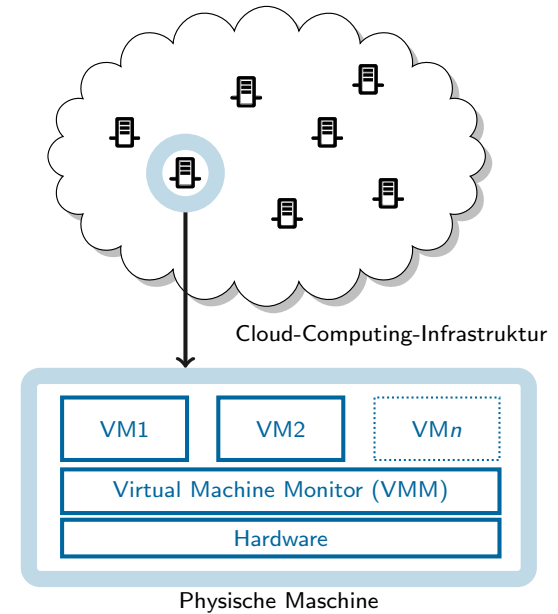 Cloud-Computing-Infrastruktur
VM1
VM2
VMn
Virtual Machine Monitor (VMM)
Hardware
Physische Maschine